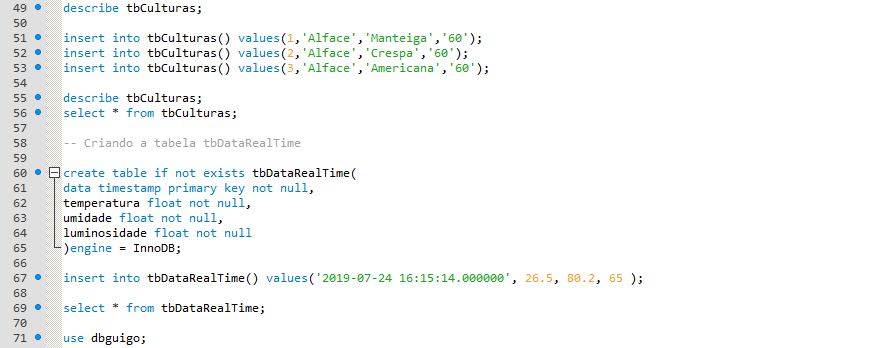 49 describe tbCulturas;
50
51 insert into tbCulturas() values(1,'Alface','Manteiga','60');
52 insert into tbCulturas() values(2,'Alface','Crespa','60');
53 insert into tbCulturas() values(3,'Alface','Americana','60');
54
55 describe tbCulturas;
56 select * from tbCulturas;
57
58 -- Criando a tabela tbDataRealTime
59
60 create table if not exists tbDataRealTime(
61 data timestamp primary key not null,
62 temperatura float not null,
63 umidade float not null,
64 luminosidade float not null
65 )engine = InnoDB;
66
67 insert into tbDataRealTime() values('2019-07-24 16:15:14.000000', 26.5, 80.2, 65 );
68
69 select * from tbDataRealTime;
70
71 use dbguigo;